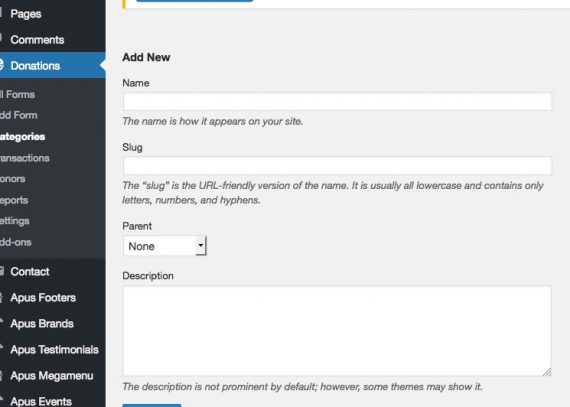 Pages
Comments
Donations
ll Forms
dd Form
ategories
ansactions
onors
eports
ettings
dd-ons
Contact
Apus Footers
Apus Brands
Apus Testimonials
Apus Megamenu
Apus Events
Add New
Name
The name is how it appears on your site.
Slug
The “slug” is the URL-friendly version of the name. It is usually all lowercase and contains only
letters, numbers, and hyphens.
Parent
None
Description
The description is not prominent by default; however, some themes may show it.